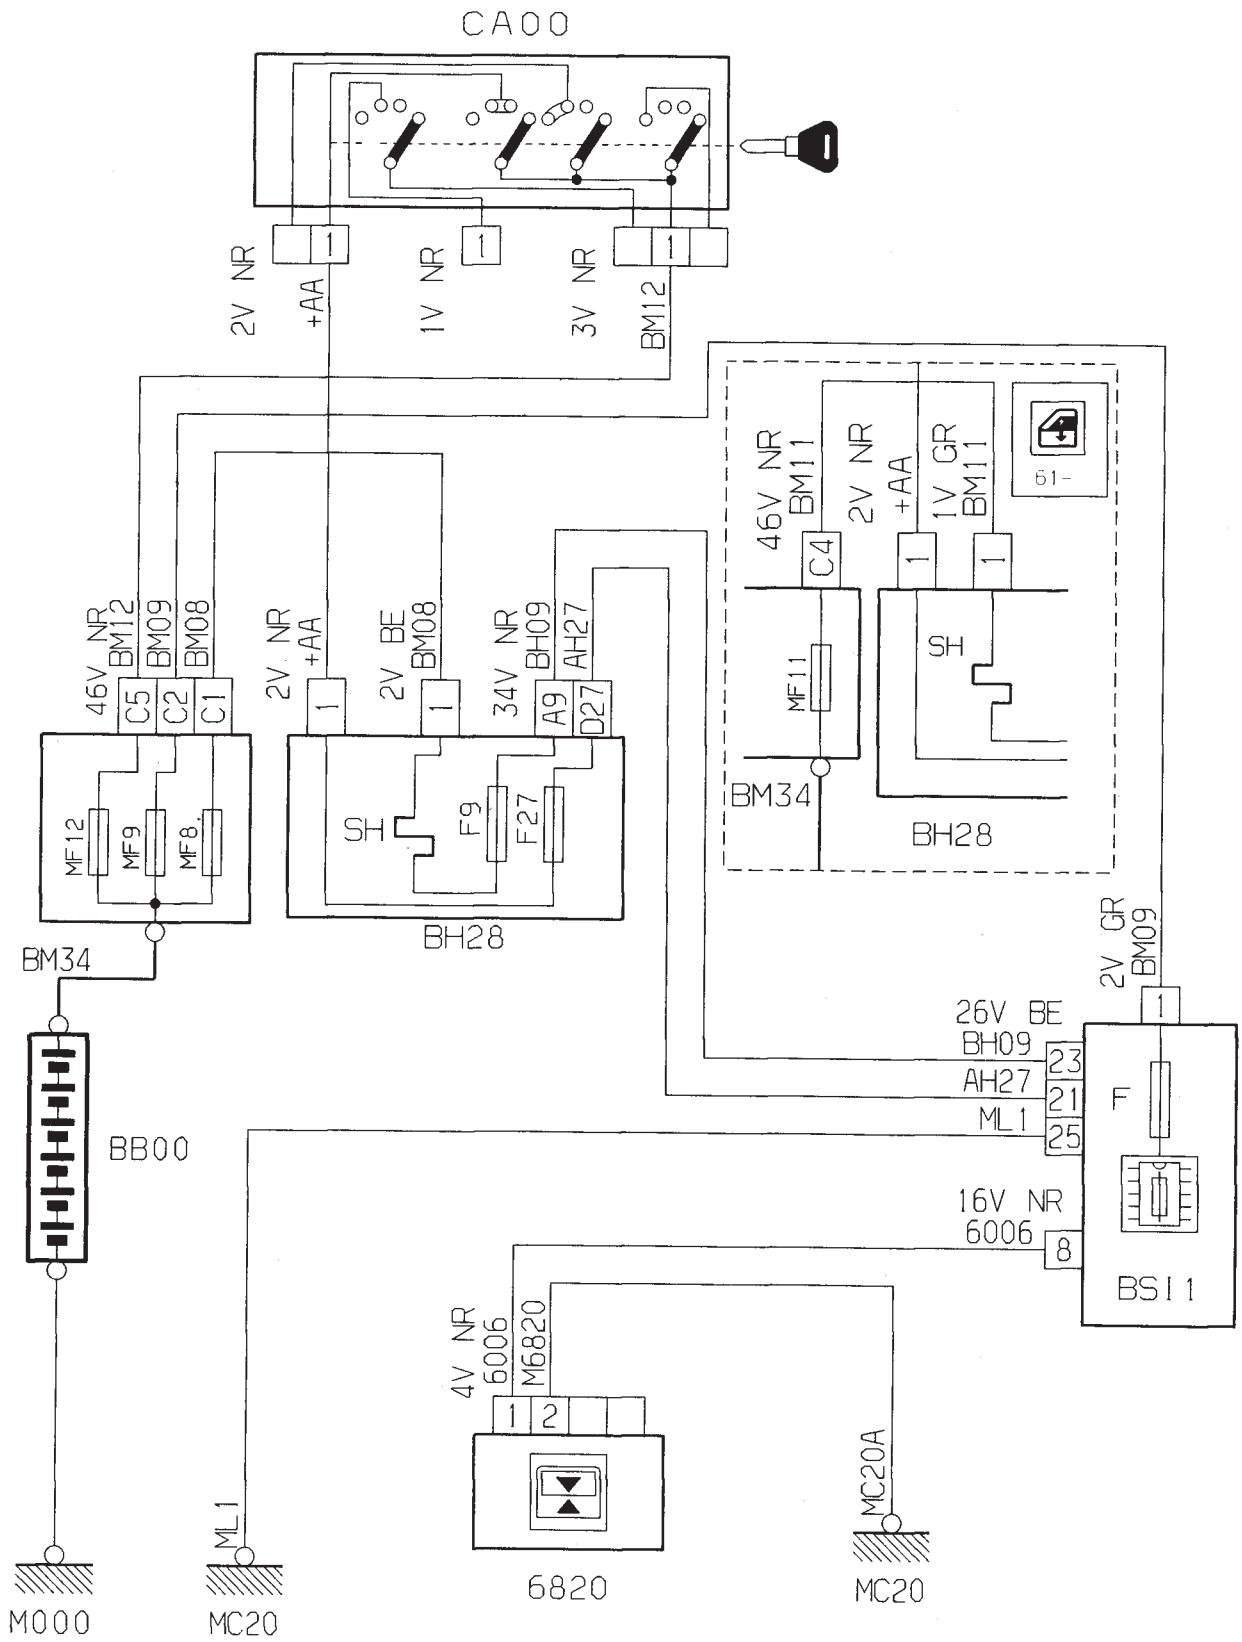 CA00
1
1
1
2V NR
+AA
1V NR
3V NR
BM12
46V NR
BM11
2V NR
+AA
1V GR
BM11
61-
C4
1
1
SH
MF11
BM34
BH28
46V NR
BM12
BM09
BM08
2V NR
+AA
2V BE
BM08
34V NR
BH09
AH27
C5
C2
C1
1
1
A9
D27
MF12
MF9
MF8
SH
F9
F27
BM34
BH28
2V GR
BM09
1
26V BE
BH09
23
AH27
21
ML1
25
F
16V NR
6006
8
BSI1
BB00
4V NR
6006
M6820
1
2
6820
ML1
MC20A
M000
MC20
MC20